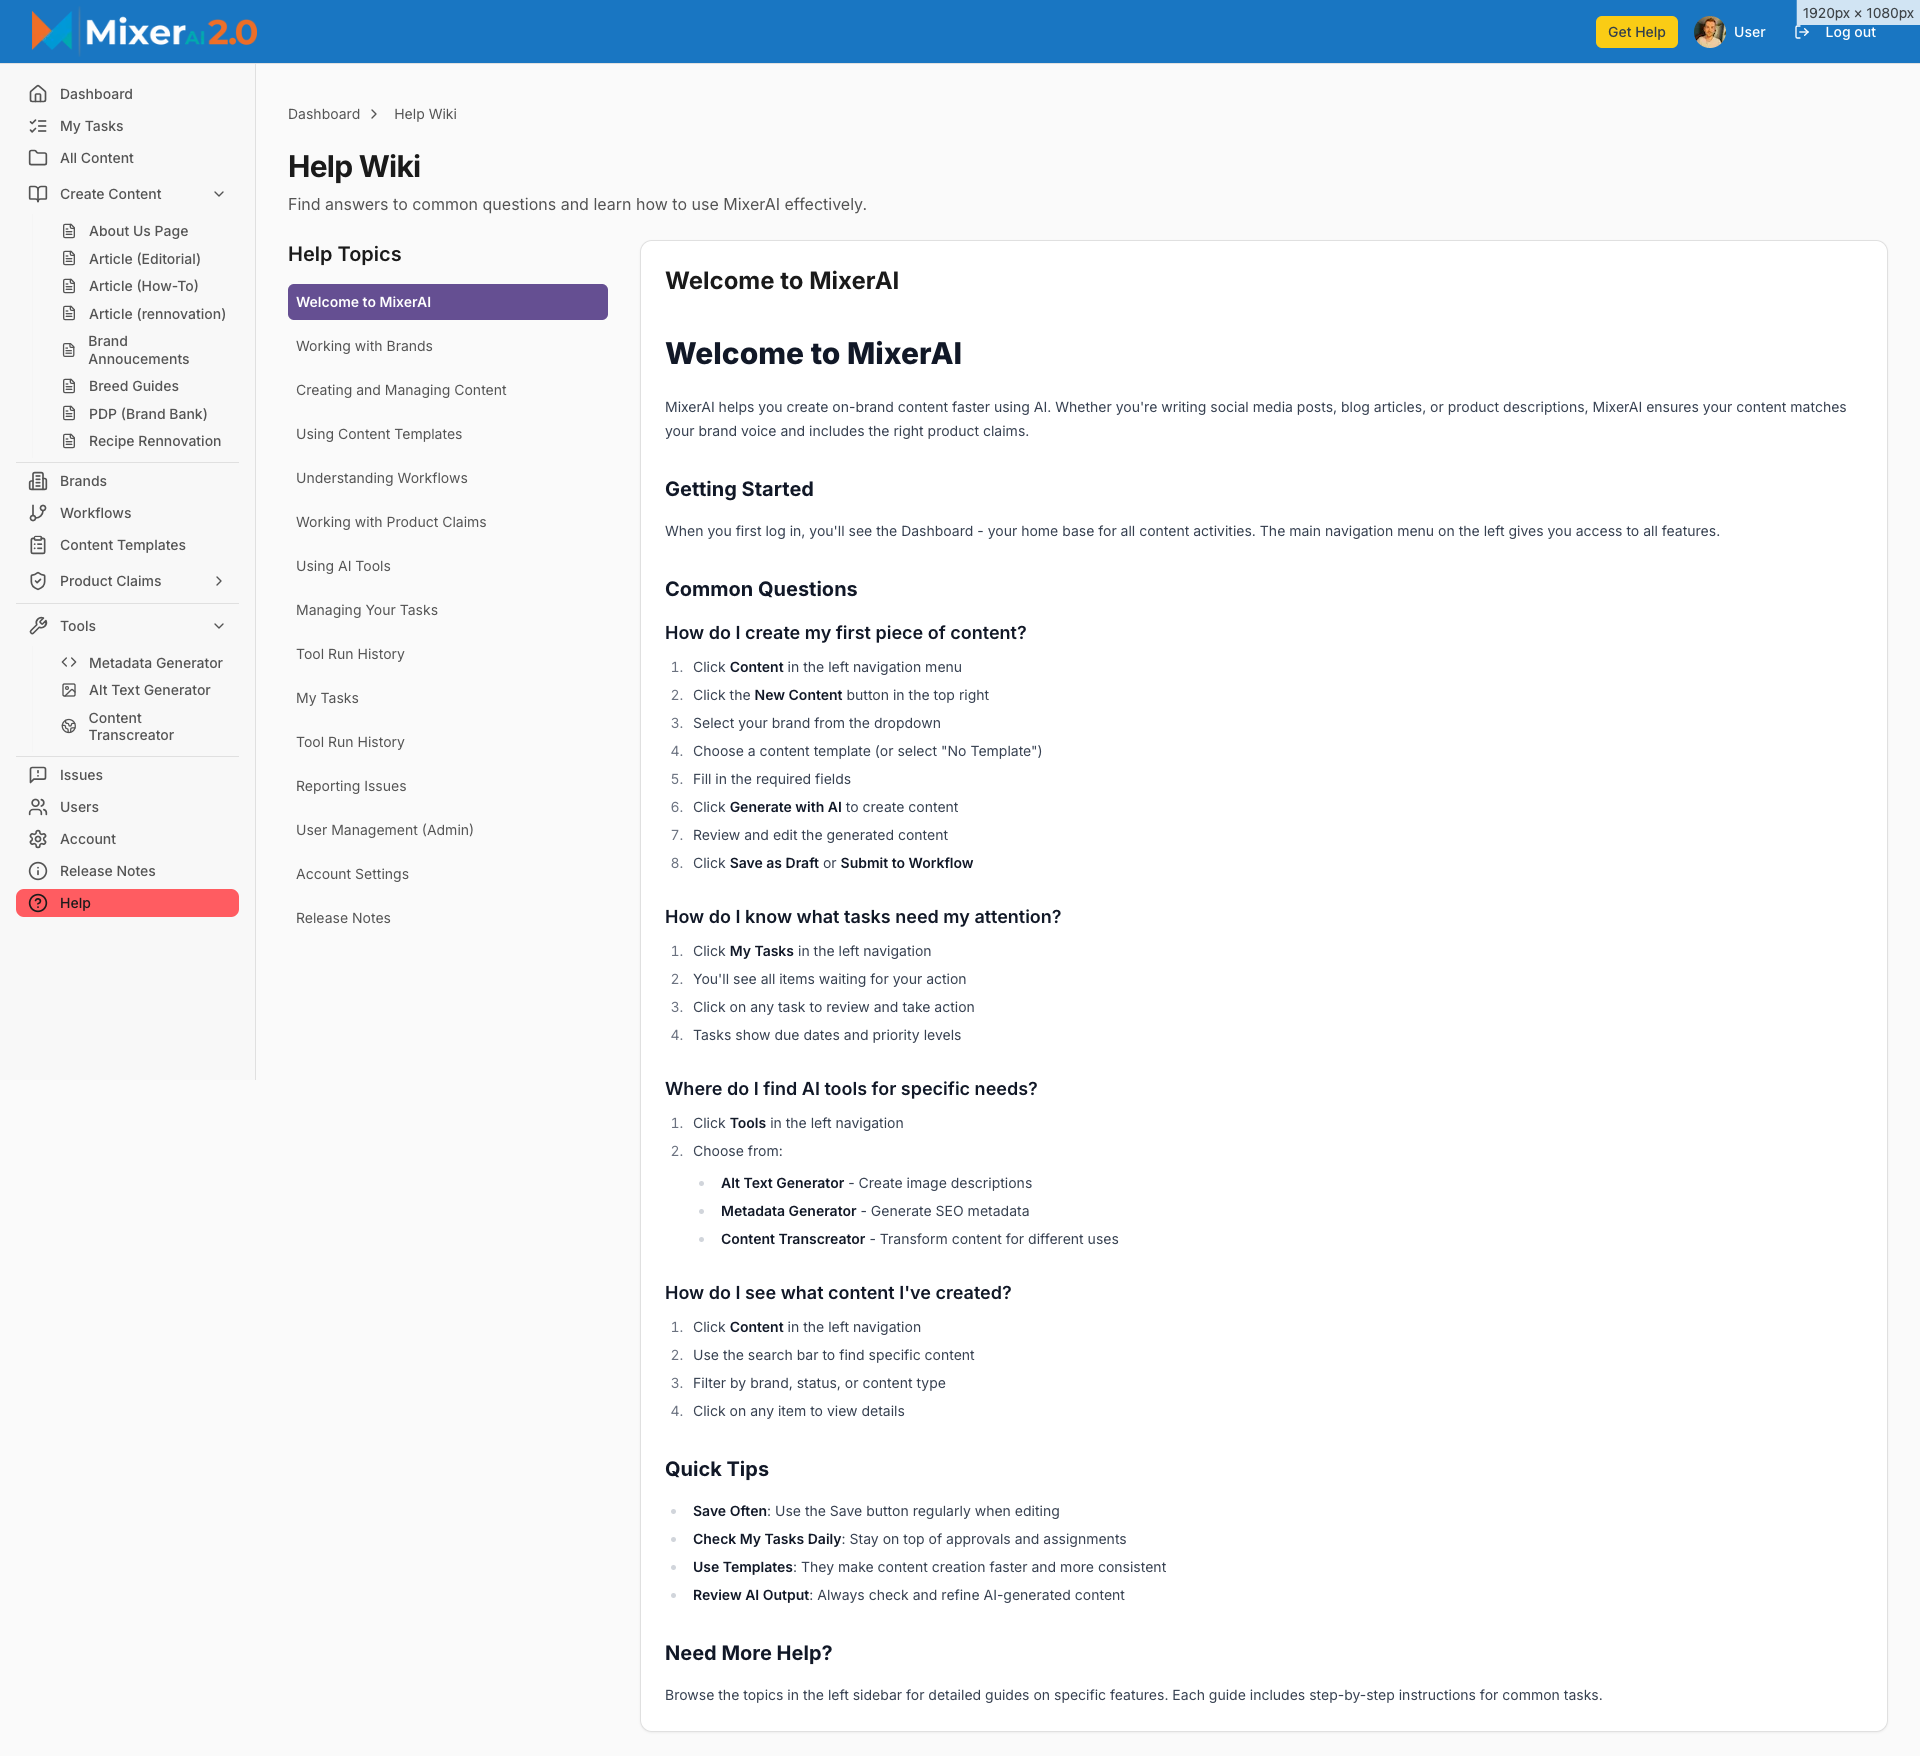 MixerAI 2.0
Get Help
User
1920px × 1080px
Log out
Dashboard
My Tasks
All Content
Create Content
About Us Page
Article (Editorial)
Article (How-To)
Article (rennovation)
Brand
Annoucements
Breed Guides
PDP (Brand Bank)
Recipe Rennovation
Brands
Workflows
Content Templates
Product Claims
Tools
Metadata Generator
Alt Text Generator
Content
Transcreator
Issues
Users
Account
Release Notes
Help
Dashboard > Help Wiki
Help Wiki
Find answers to common questions and learn how to use MixerAI effectively.
Help Topics
Welcome to MixerAI
Working with Brands
Creating and Managing Content
Using Content Templates
Understanding Workflows
Working with Product Claims
Using AI Tools
Managing Your Tasks
Tool Run History
My Tasks
Tool Run History
Reporting Issues
User Management (Admin)
Account Settings
Release Notes
Welcome to MixerAI
Welcome to MixerAI
MixerAI helps you create on-brand content faster using AI. Whether you're writing social media posts, blog articles, or product descriptions, MixerAI ensures your content matches
your brand voice and includes the right product claims.
Getting Started
When you first log in, you'll see the Dashboard - your home base for all content activities. The main navigation menu on the left gives you access to all features.
Common Questions
How do I create my first piece of content?
1. Click Content in the left navigation menu
2. Click the New Content button in the top right
3. Select your brand from the dropdown
4. Choose a content template (or select "No Template")
5. Fill in the required fields
6. Click Generate with AI to create content
7. Review and edit the generated content
8. Click Save as Draft or Submit to Workflow
How do I know what tasks need my attention?
1. Click My Tasks in the left navigation
2. You'll see all items waiting for your action
3. Click on any task to review and take action
4. Tasks show due dates and priority levels
Where do I find AI tools for specific needs?
1. Click Tools in the left navigation
2. Choose from:
• Alt Text Generator - Create image descriptions
• Metadata Generator - Generate SEO metadata
• Content Transcreator - Transform content for different uses
How do I see what content I've created?
1. Click Content in the left navigation
2. Use the search bar to find specific content
3. Filter by brand, status, or content type
4. Click on any item to view details
Quick Tips
• Save Often: Use the Save button regularly when editing
• Check My Tasks Daily: Stay on top of approvals and assignments
• Use Templates: They make content creation faster and more consistent
• Review AI Output: Always check and refine AI-generated content
Need More Help?
Browse the topics in the left sidebar for detailed guides on specific features. Each guide includes step-by-step instructions for common tasks.